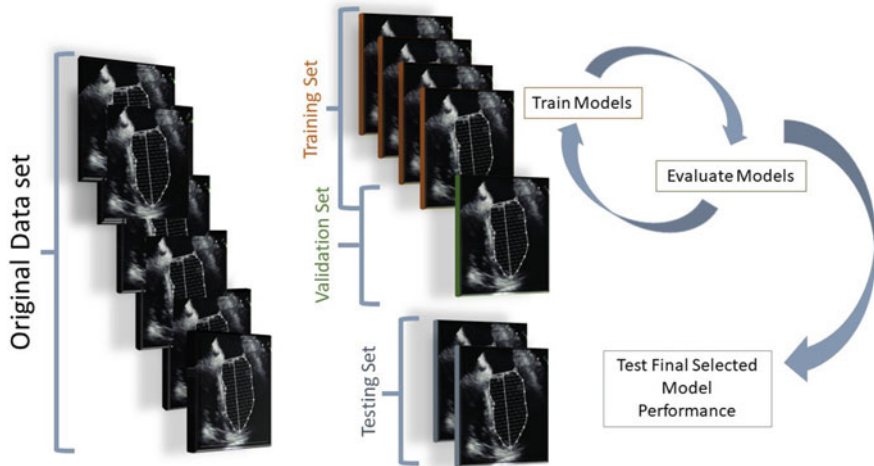 Original Data set
Training Set
Validation Set
Testing Set
Train Models
Evaluate Models
Test Final Selected
Model
Performance